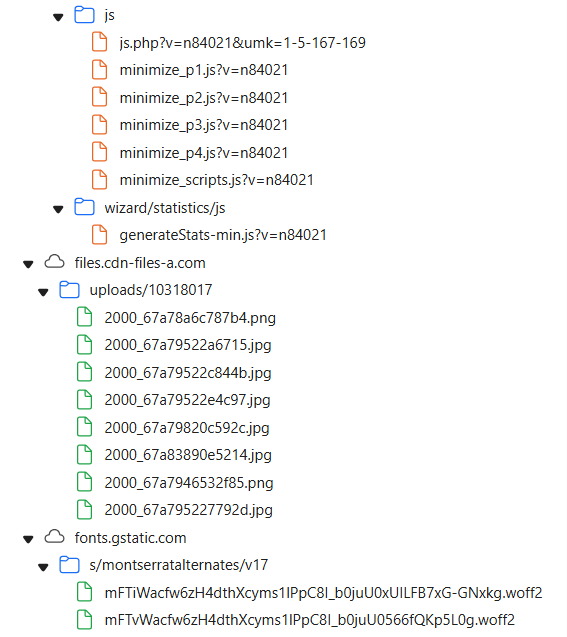 js
js.php?v=n84021&umk=1-5-167-169
minimize_p1.js?v=n84021
minimize_p2.js?v=n84021
minimize_p3.js?v=n84021
minimize_p4.js?v=n84021
minimize_scripts.js?v=n84021
wizard/statistics/js
generateStats-min.js?v=n84021
files.cdn-files-a.com
uploads/10318017
2000_67a78a6c787b4.png
2000_67a79522a6715.jpg
2000_67a79522c844b.jpg
2000_67a79522e4c97.jpg
2000_67a79820c592c.jpg
2000_67a83890e5214.jpg
2000_67a7946532f85.png
2000_67a795227792d.jpg
fonts.gstatic.com
s/montserratalternates/v17
mFTiWacfw6zH4dthXcyms1lPpC8I_b0juU0xUILFB7xG-GNxkg.woff2
mFTvWacfw6zH4dthXcyms1lPpC8I_b0juU0566fQKp5L0g.woff2